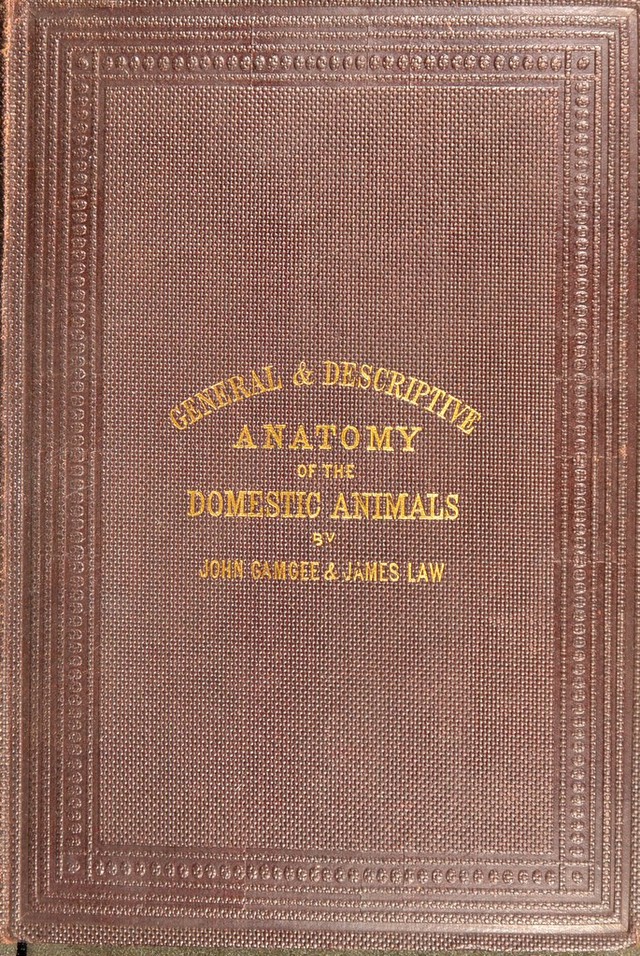 GENERAL & DESCRIPTIVE
ANATOMY
OF THE
DOMESTIC ANIMALS
BY
JOHN GAMGEE & JAMES LAW